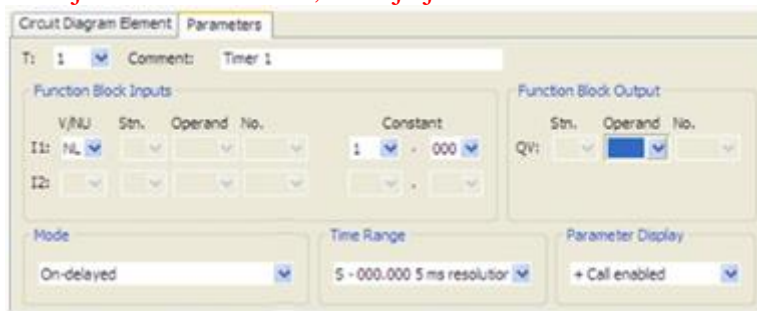 Circuit Diagram Element Parameters
T: 1 Comment: Timer 1
Function Block Inputs Function Block Output
V/NU Stn. Operand No. Constant Stn. Operand No.
I1: NL 1 . 000 QV:
I2: .
Mode Time Range Parameter Display
On-delayed S - 000.000 5 ms resolution + Call enabled